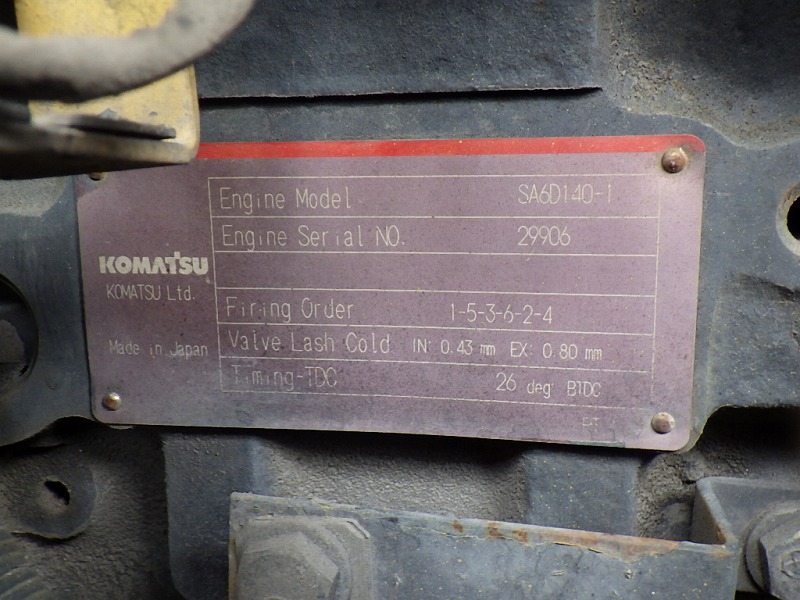 Engine Model SA6D140-1
Engine Serial NO. 29906
KOMATSU
KOMATSU Ltd.
Firing Order 1-5-3-6-2-4
Made in Japan
Valve Lash Cold IN: 0.43 mm EX: 0.80 mm
Timing-TDC 26 deg BTDC